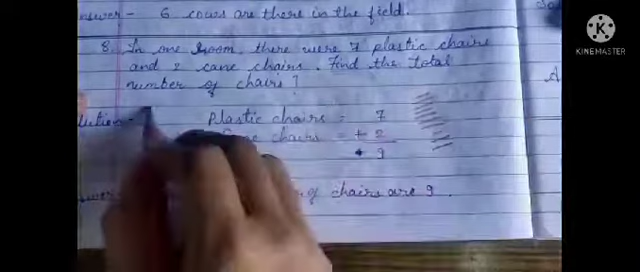 6 cows are there in the field.
KINEMASTER
8. In one room, there were 7 plastic chairs
and 2 cane chairs. Find the total
number of chairs?
Plastic chairs = 7
chairs = + 2
9
of chairs are 9.